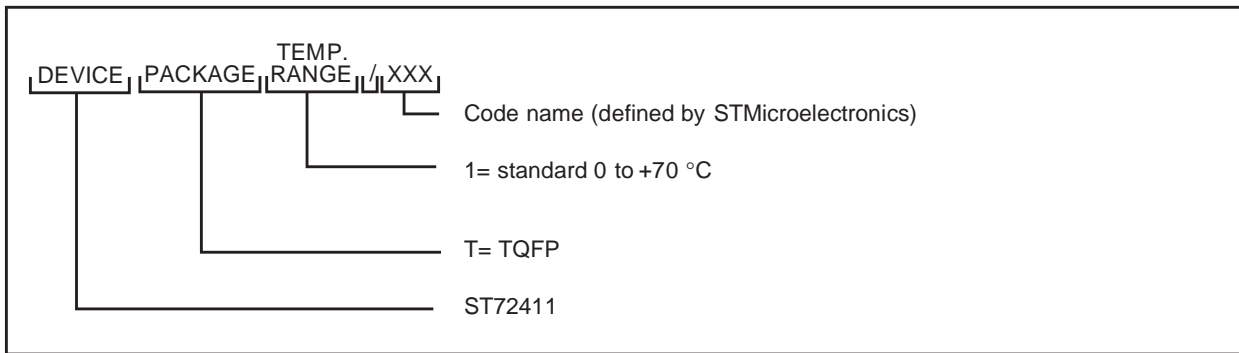 TEMP.
DEVICE PACKAGE RANGE / XXX
Code name (defined by STMicroelectronics)
1= standard 0 to +70 °C
T= TQFP
ST72411